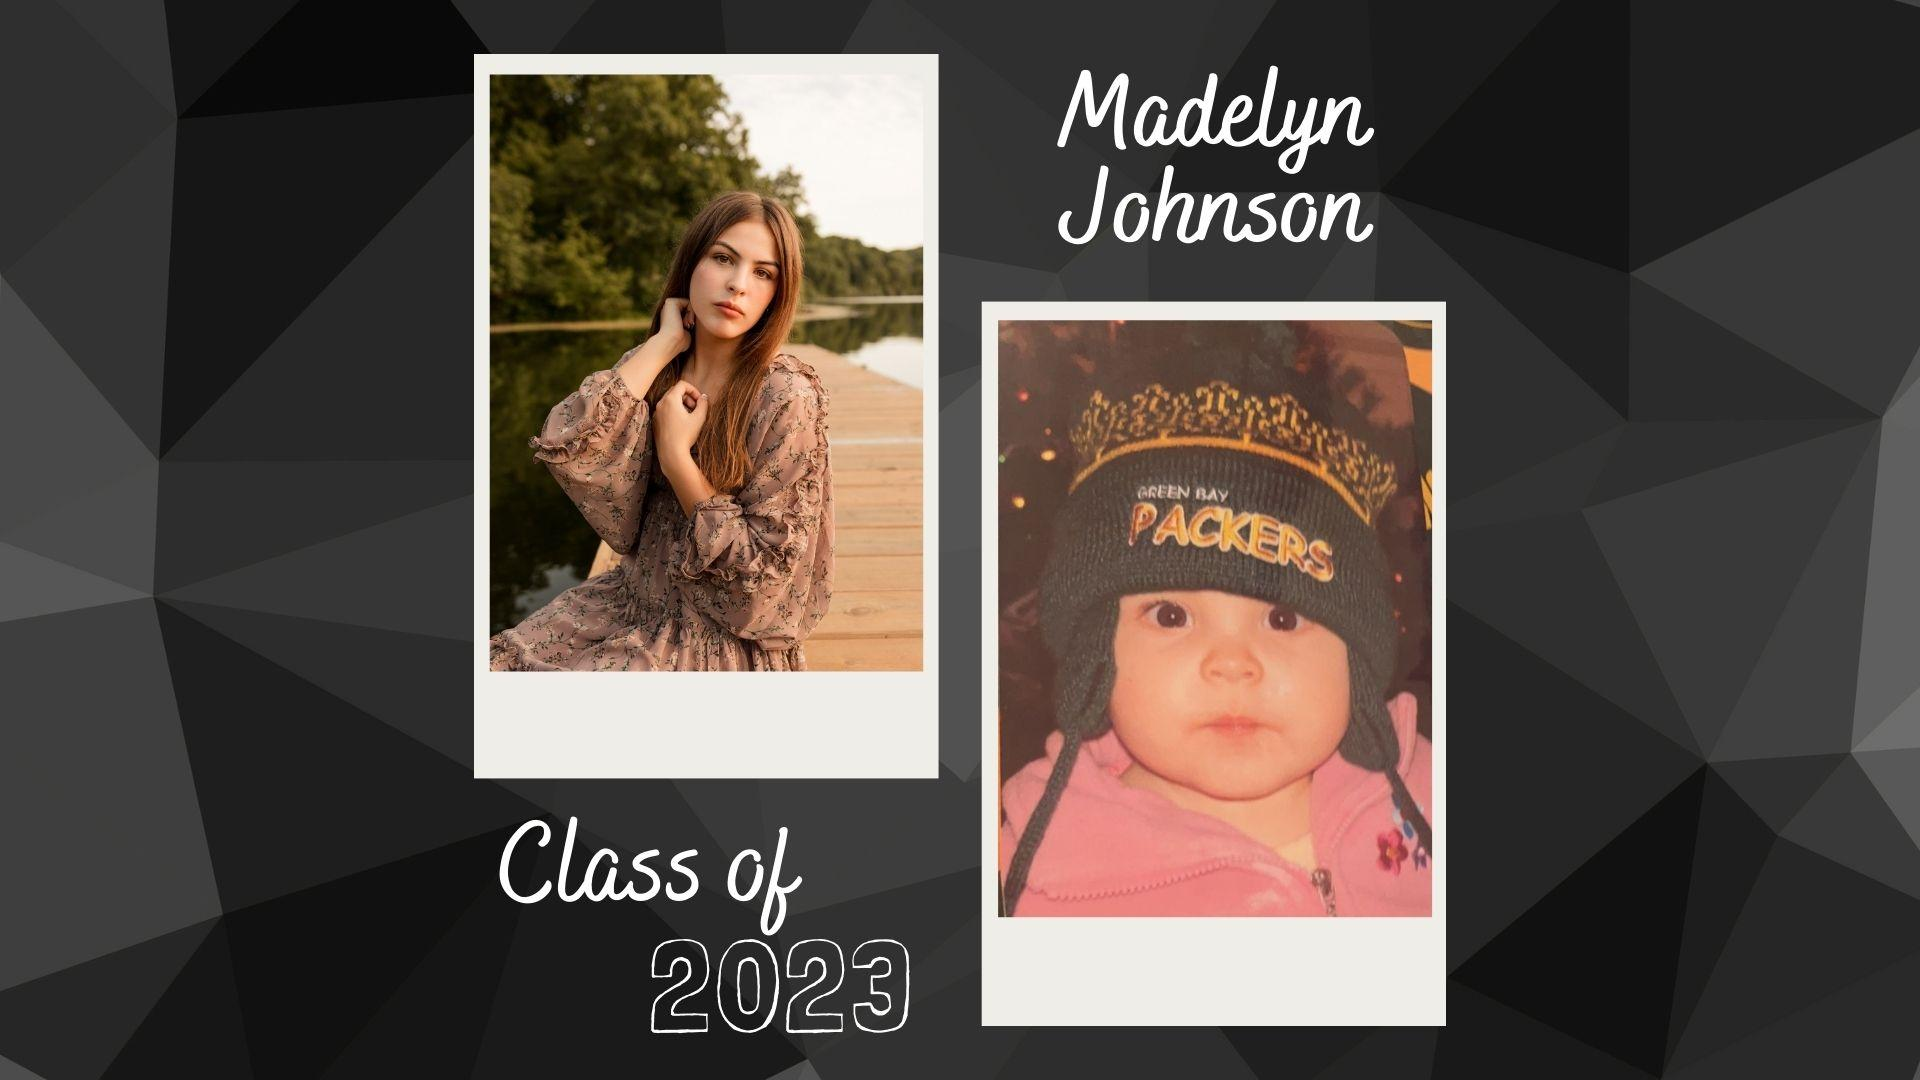 Madelyn
Johnson
GREEN BAY
PACKERS
Class of
2023